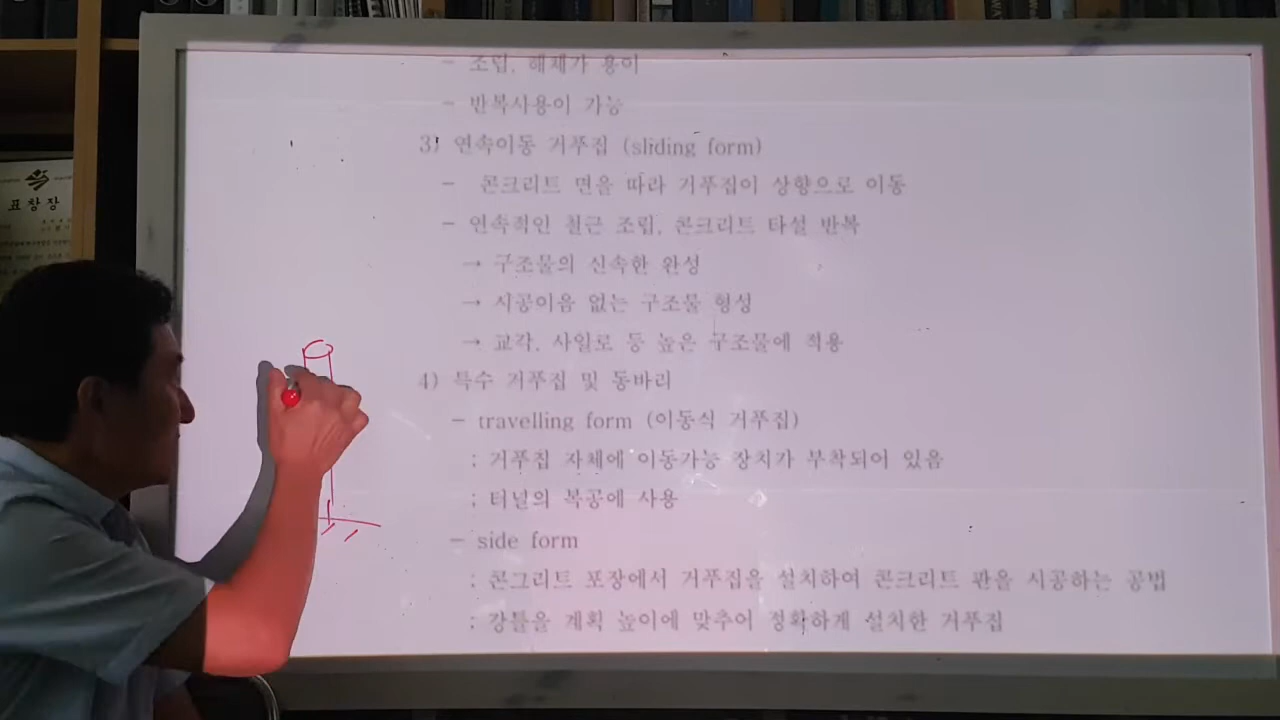 표창장
- 조립, 해체가 용이
- 반복사용이 가능
3) 연속이동 거푸집 (sliding form)
- 콘크리트 면을 따라 거푸집이 상향으로 이동
- 연속적인 철근 조립, 콘크리트 타설 반복
→ 구조물의 신속한 완성
→ 시공이음 없는 구조물 형성
→ 교각, 사일로 등 높은 구조물에 적용
4) 특수 거푸집 및 동바리
- travelling form (이동식 거푸집)
; 거푸집 자체에 이동가능 장치가 부착되어 있음
; 터널의 복공에 사용
- side form
; 콘크리트 포장에서 거푸집을 설치하여 콘크리트 판을 시공하는 공법
; 강틀을 계획 높이에 맞추어 정확하게 설치한 거푸집